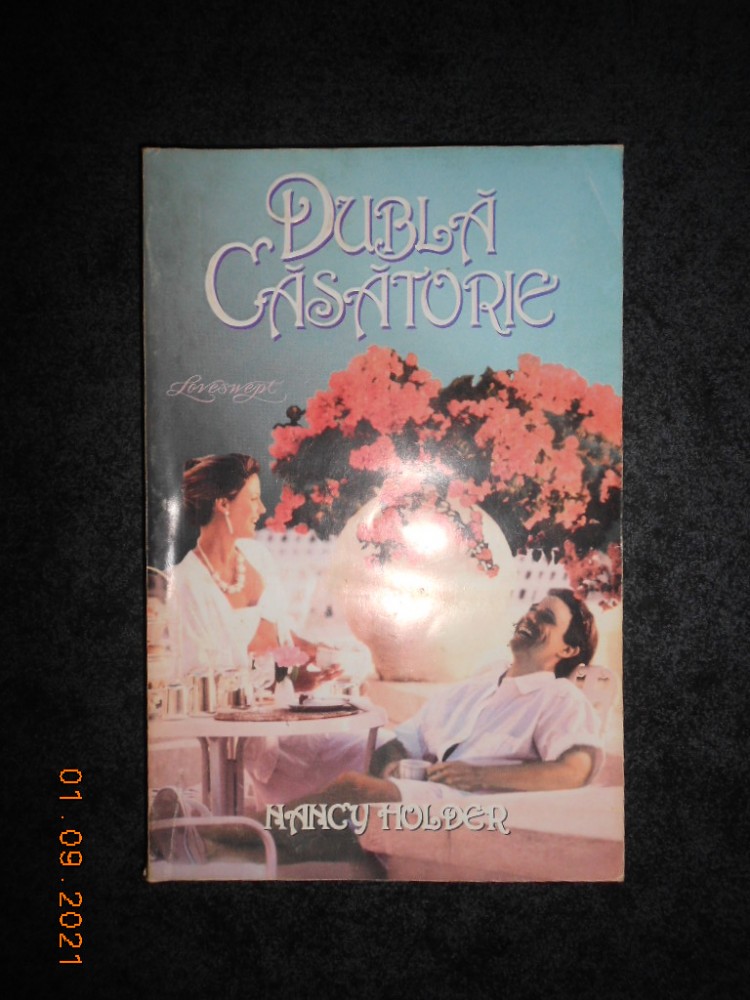 DUBLĂ
CĂSĂTORIE
Loveswept
NANCY HOLDER
01.09.2021